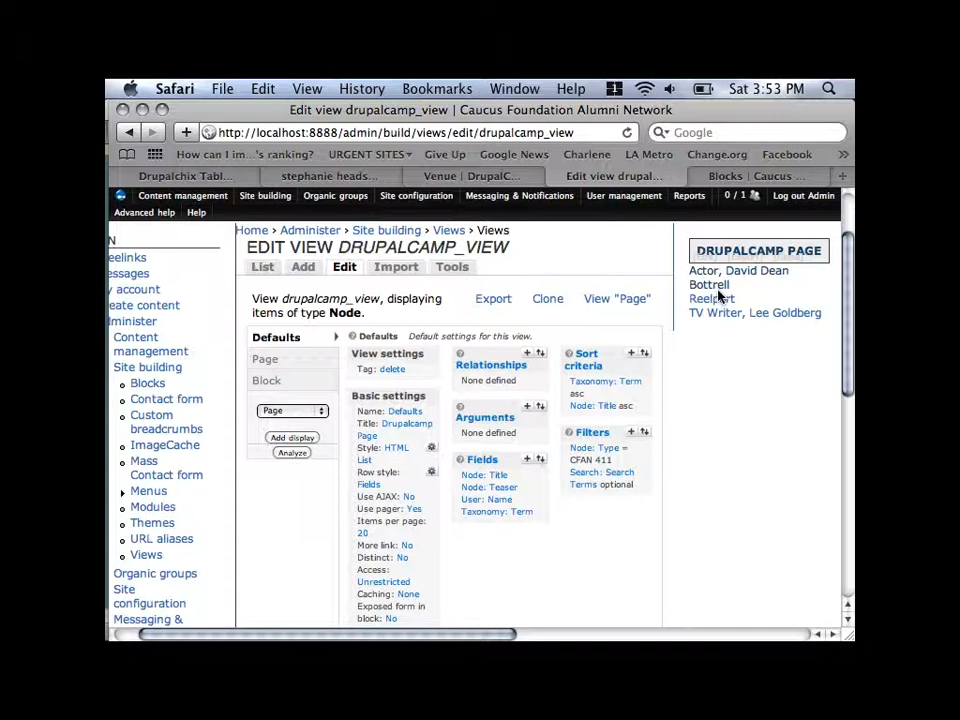 Safari File Edit View History Bookmarks Window Help 1 Sat 3:53 PM
Edit view drupalcamp_view | Caucus Foundation Alumni Network
http://localhost:8888/admin/build/views/edit/drupalcamp_view
Google
How can I im...'s ranking? URGENT SITES Give Up Google News Charlene LA Metro Change.org Facebook
Drupalchix Tabl... stephanie heads... Venue | DrupalC... Edit view drupal... Blocks | Caucus ...
Content management Site building Organic groups Site configuration Messaging & Notifications User management Reports 0 / 1 Log out Admin
Advanced help Help
N
eelinks
essages
y account
reate content
dminister
Content
management
Site building
Blocks
Contact form
Custom
breadcrumbs
ImageCache
Mass
Contact form
Menus
Modules
Themes
URL aliases
Views
Organic groups
Site
configuration
Messaging &
Home › Administer › Site building › Views › Views
EDIT VIEW DRUPALCAMP_VIEW
List Add Edit Import Tools
View drupalcamp_view, displaying
items of type Node.
Export Clone View "Page"
Defaults
Page
Block
Page
Add display
Analyze
Defaults Default settings for this view.
View settings
Tag: delete
Basic settings
Name: Defaults
Title: Drupalcamp
Page
Style: HTML
List
Row style:
Fields
Use AJAX: No
Use pager: Yes
Items per page:
20
More link: No
Distinct: No
Access:
Unrestricted
Caching: None
Exposed form in
block: No
Relationships
None defined
Arguments
None defined
Fields
Node: Title
Node: Teaser
User: Name
Taxonomy: Term
Sort
criteria
Taxonomy: Term
asc
Node: Title asc
Filters
Node: Type =
CFAN 411
Search: Search
Terms optional
DRUPALCAMP PAGE
Actor, David Dean
Bottrell
TV Writer, Lee Goldberg